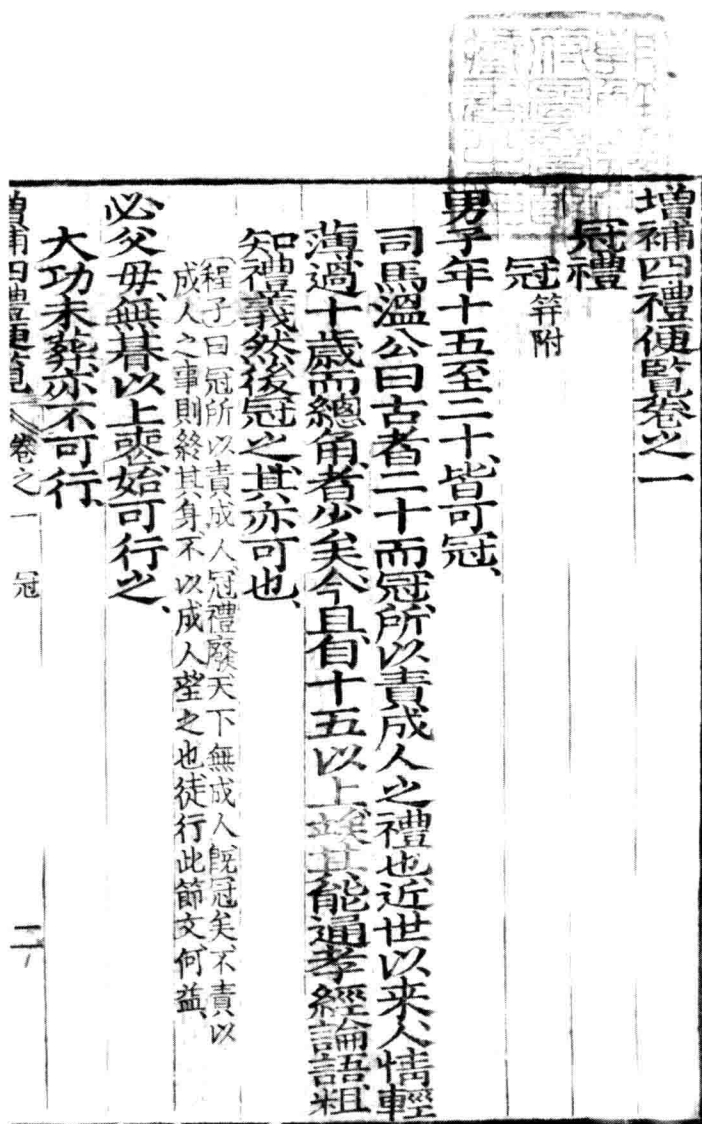 增補四禮便覧卷之一
冠禮
冠 笄附
男子年十五至二十、皆可冠、
司馬溫公曰古者二十而冠、所以責成人之禮也近世以来、人情輕
薄、過十歲而總角者少矣、今且自十五以上、俟其能通孝經論語、粗
知禮義然後冠之、其亦可也、
程子曰冠所以責成人、冠禮廢、天下無成人、旣冠矣、不責以
成人之事、則終其身、不以成人望之也、徒行此節文、何益、
必父母、無朞以上喪、始可行之、
大功未葬、亦不可行、
增補四禮便覧 卷之一 冠 二